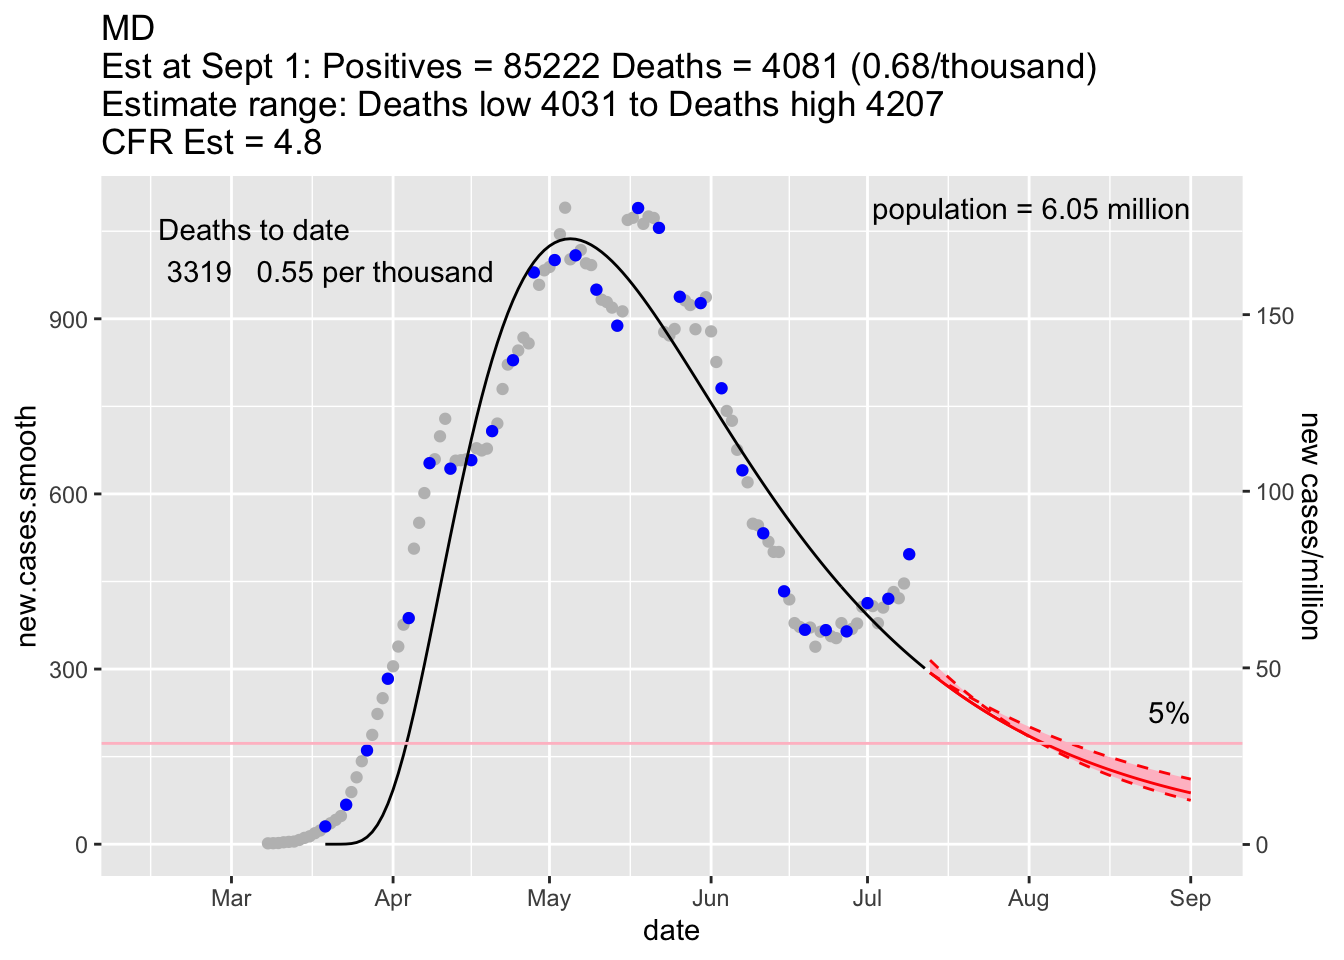 MD
Est at Sept 1: Positives = 85222 Deaths = 4081 (0.68/thousand)
Estimate range: Deaths low 4031 to Deaths high 4207
CFR Est = 4.8
Deaths to date
3319 0.55 per thousand
population = 6.05 million
900
600
300
0
new.cases.smooth
150
100
50
0
new cases/million
5%
Mar Apr May Jun Jul Aug Sep
date